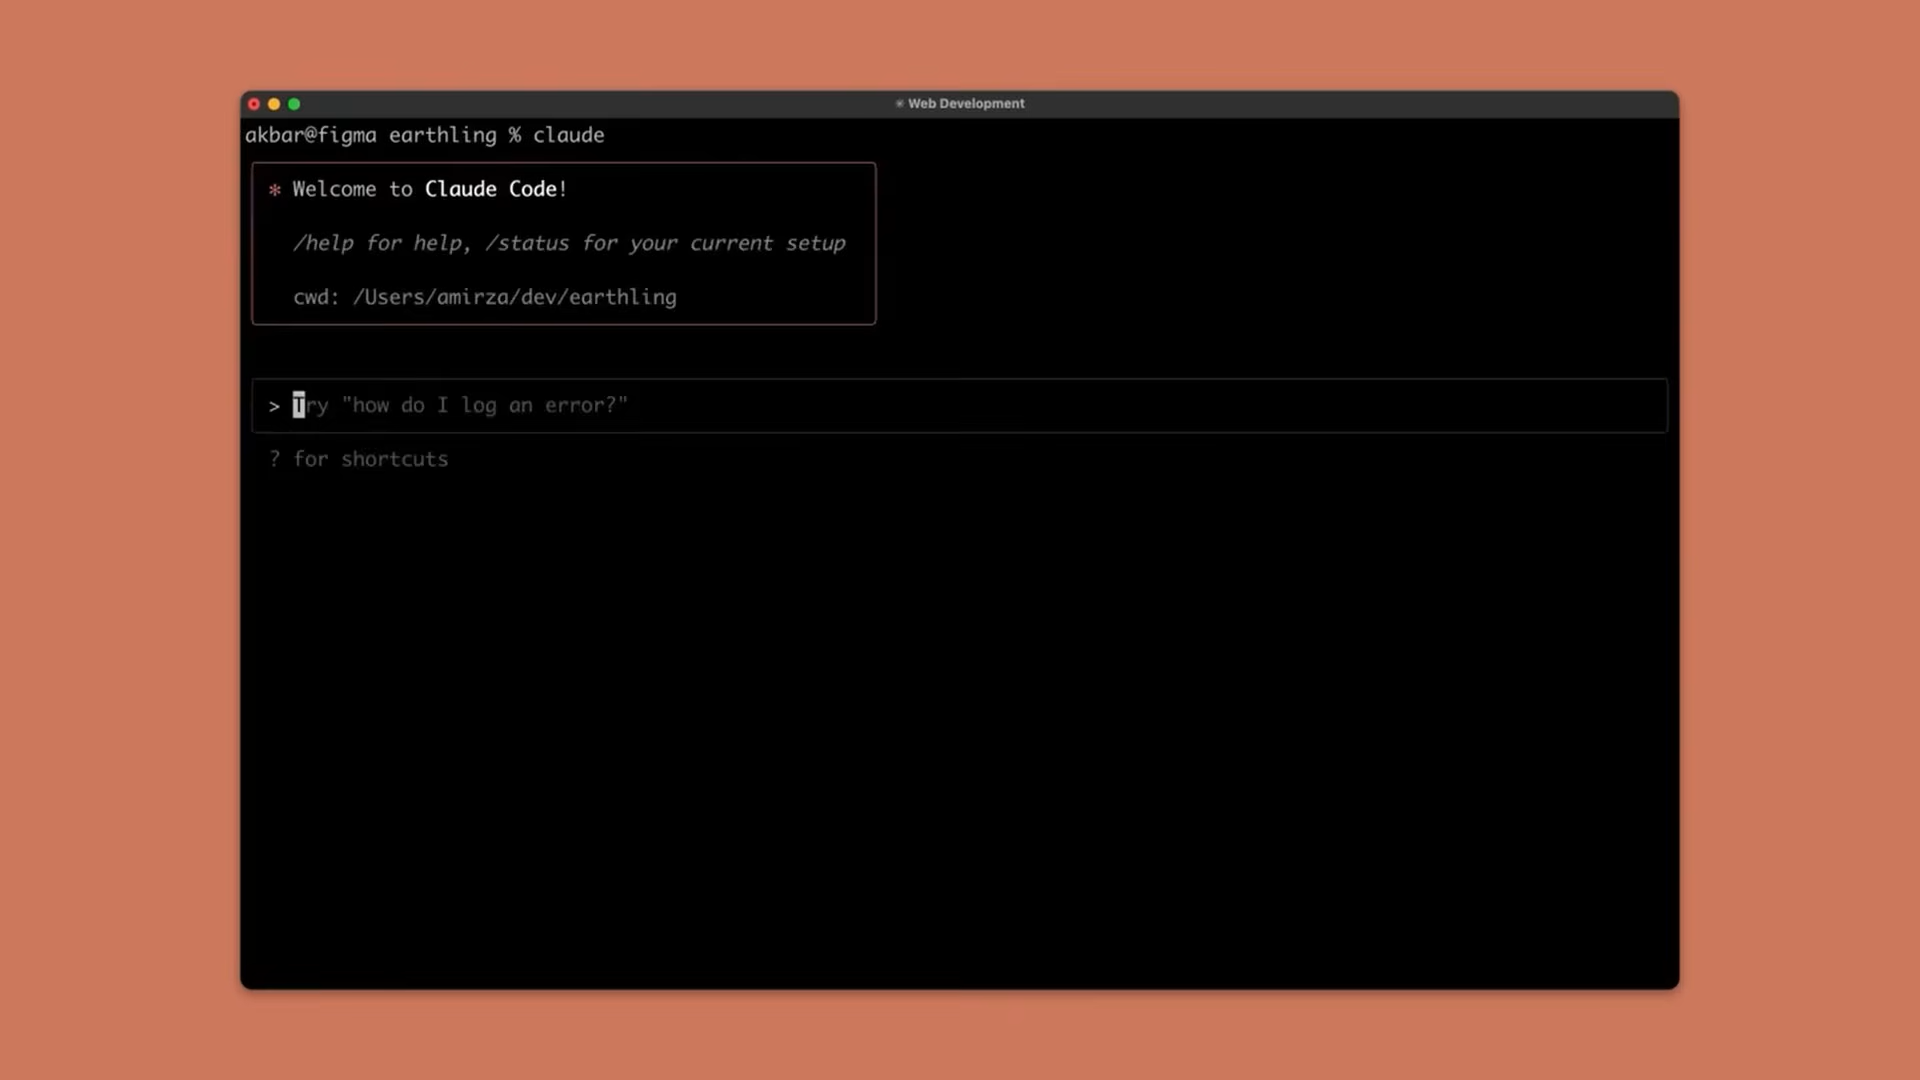 ✳ Web Development
akbar@figma earthling % claude
* Welcome to Claude Code!
/help for help, /status for your current setup
cwd: /Users/amirza/dev/earthling
> Try "how do I log an error?"
? for shortcuts